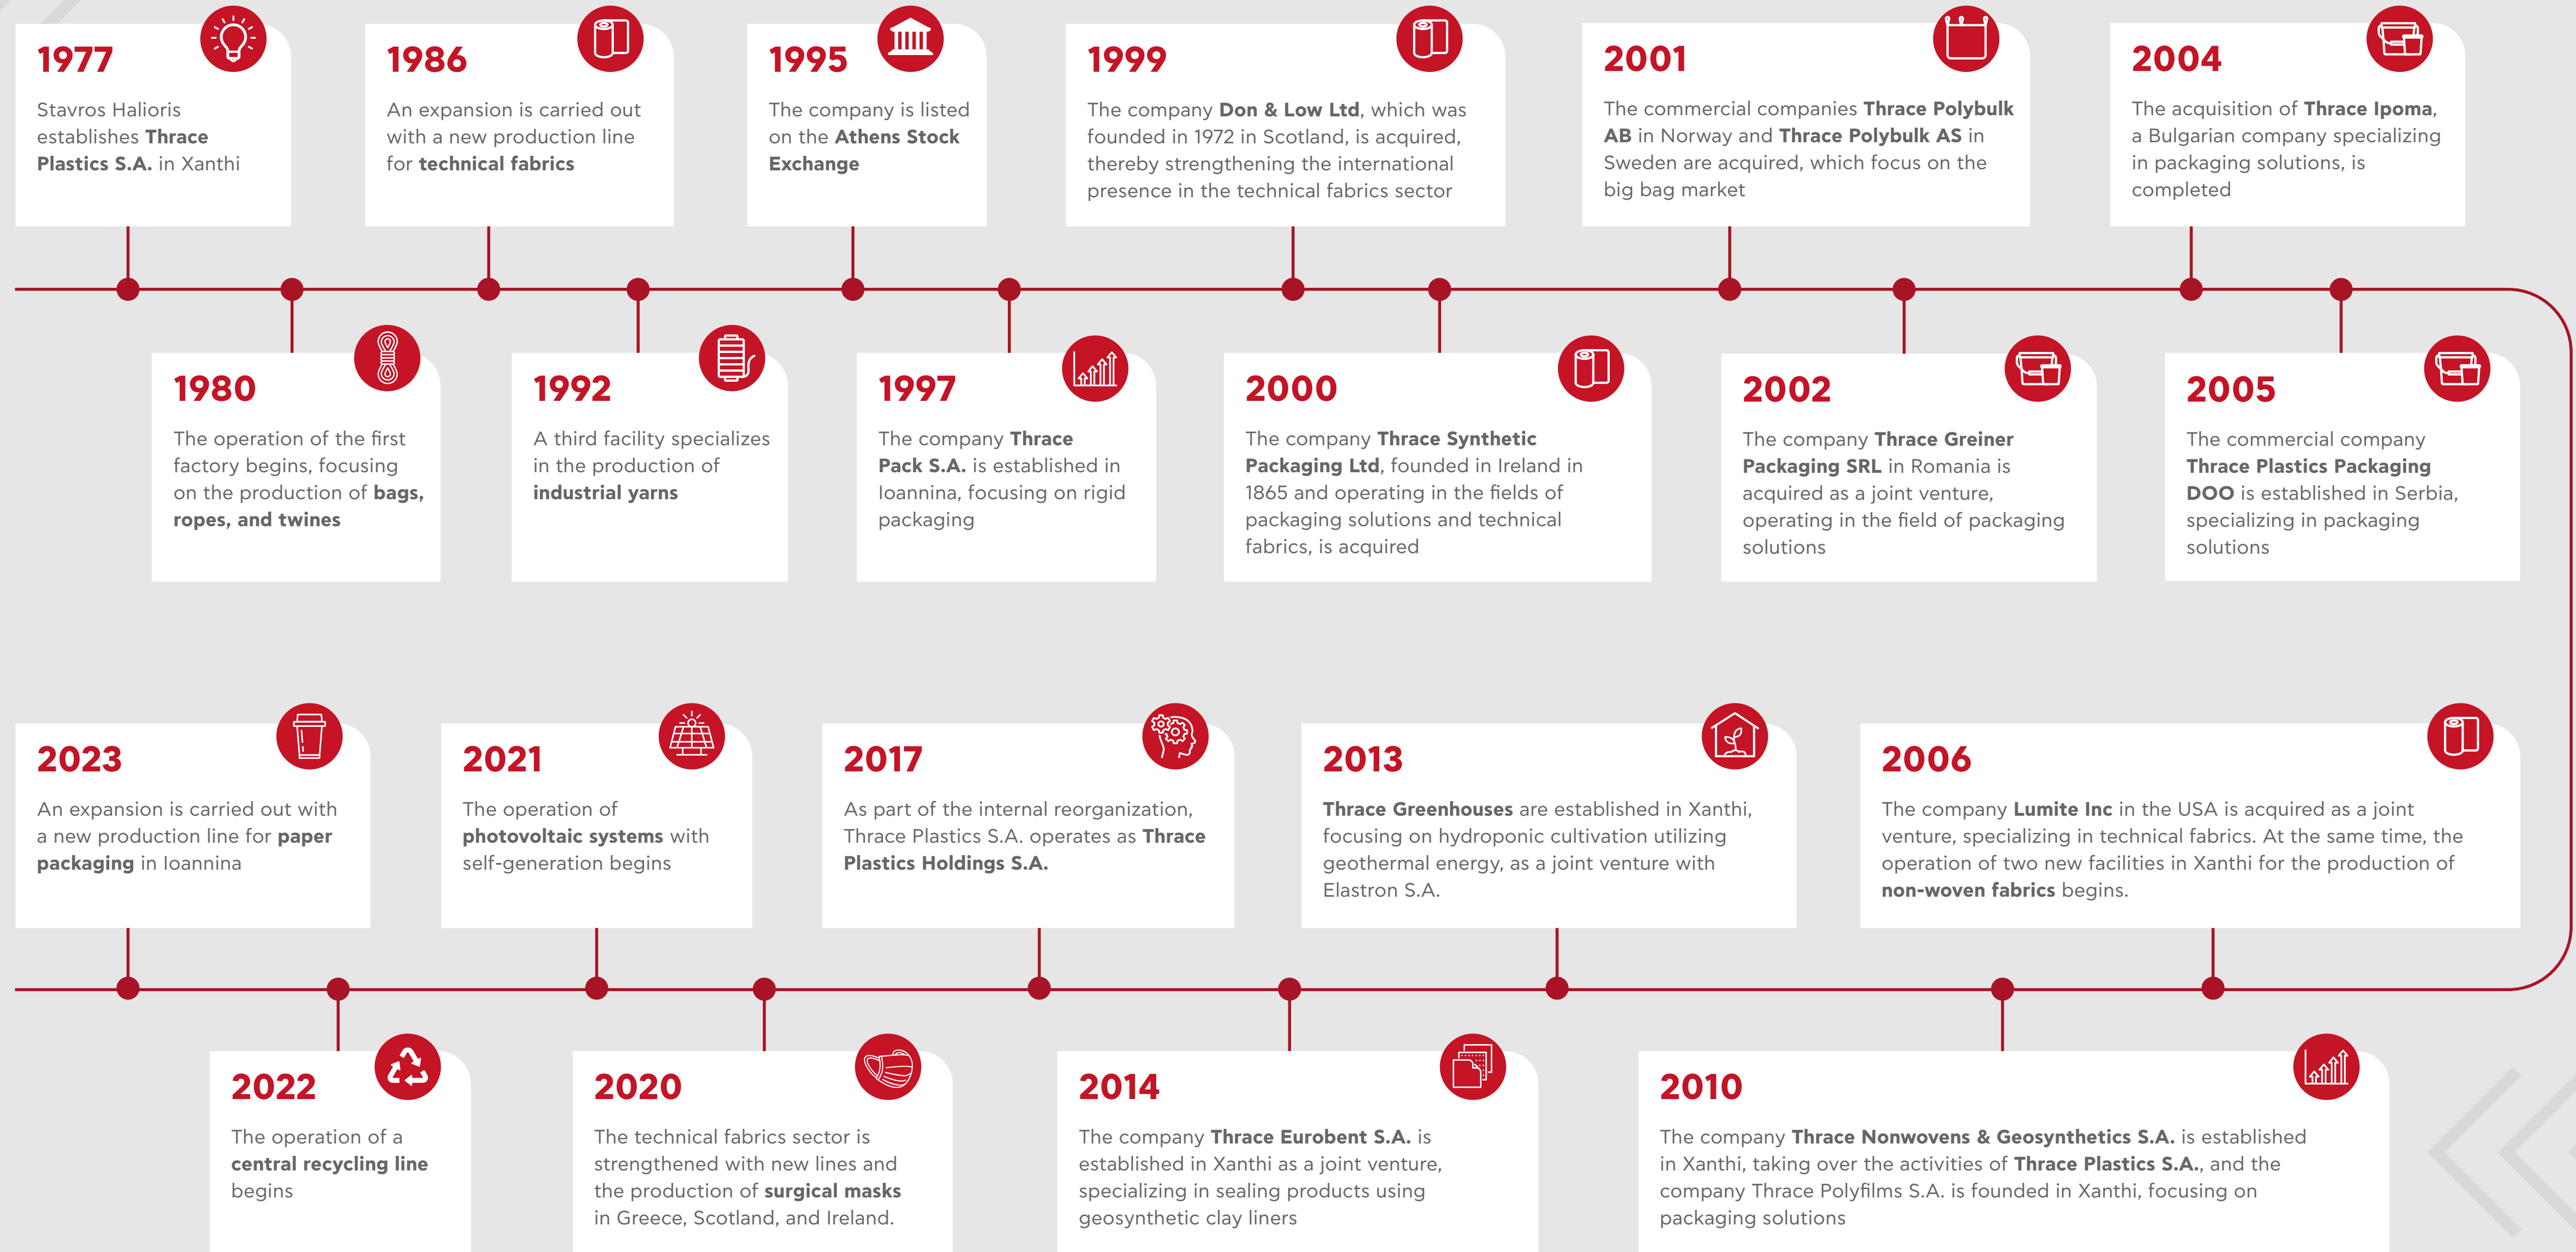 1977
Stavros Halioris
establishes Thrace
Plastics S.A. in Xanthi
1980
The operation of the first
factory begins, focusing
on the production of bags,
ropes, and twines
1986
An expansion is carried out
with a new production line
for technical fabrics
1992
A third facility specializes
in the production of
industrial yarns
1995
The company is listed
on the Athens Stock
Exchange
1997
The company Thrace
Pack S.A. is established in
Ioannina, focusing on rigid
packaging
1999
The company Don & Low Ltd, which was
founded in 1972 in Scotland, is acquired,
thereby strengthening the international
presence in the technical fabrics sector
2000
The company Thrace Synthetic
Packaging Ltd, founded in Ireland in
1865 and operating in the fields of
packaging solutions and technical
fabrics, is acquired
2001
The commercial companies Thrace Polybulk
AB in Norway and Thrace Polybulk AS in
Sweden are acquired, which focus on the
big bag market
2002
The company Thrace Greiner
Packaging SRL in Romania is
acquired as a joint venture,
operating in the field of packaging
solutions
2004
The acquisition of Thrace Ipoma,
a Bulgarian company specializing
in packaging solutions, is
completed
2005
The commercial company
Thrace Plastics Packaging
DOO is established in Serbia,
specializing in packaging
solutions
2006
The company Lumite Inc in the USA is acquired as a joint
venture, specializing in technical fabrics. At the same time, the
operation of two new facilities in Xanthi for the production of
non-woven fabrics begins.
2010
The company Thrace Nonwovens & Geosynthetics S.A. is established
in Xanthi, taking over the activities of Thrace Plastics S.A., and the
company Thrace Polyfilms S.A. is founded in Xanthi, focusing on
packaging solutions
2013
Thrace Greenhouses are established in Xanthi,
focusing on hydroponic cultivation utilizing
geothermal energy, as a joint venture with
Elastron S.A.
2014
The company Thrace Eurobent S.A. is
established in Xanthi as a joint venture,
specializing in sealing products using
geosynthetic clay liners
2017
As part of the internal reorganization,
Thrace Plastics S.A. operates as Thrace
Plastics Holdings S.A.
2020
The technical fabrics sector is
strengthened with new lines and
the production of surgical masks
in Greece, Scotland, and Ireland.
2021
The operation of
photovoltaic systems with
self-generation begins
2022
The operation of a
central recycling line
begins
2023
An expansion is carried out with
a new production line for paper
packaging in Ioannina